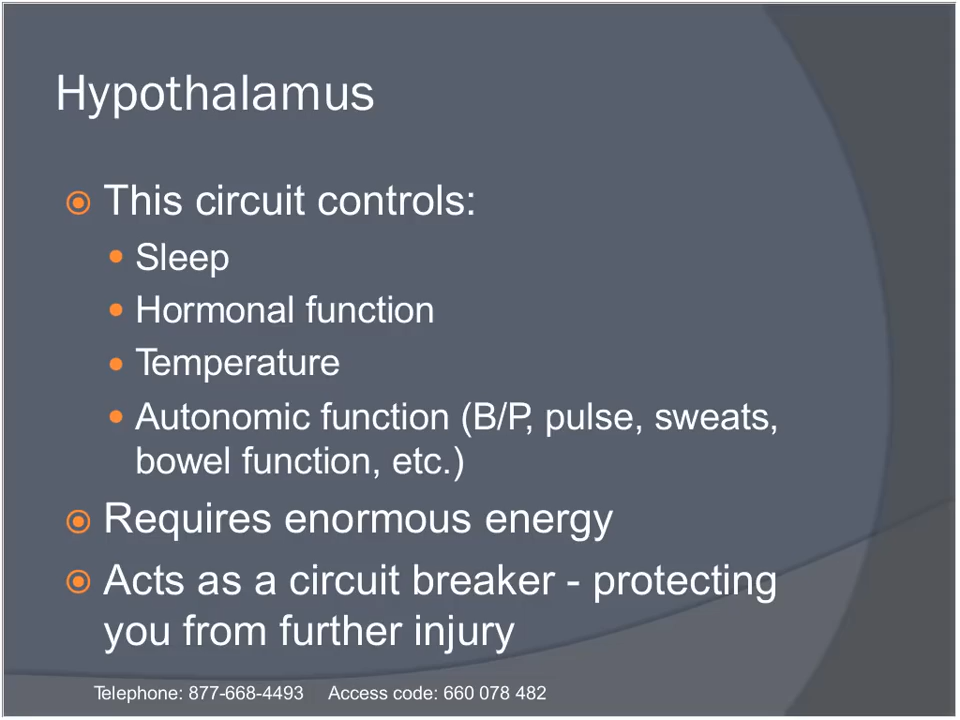 Hypothalamus
This circuit controls:
Sleep
Hormonal function
Temperature
Autonomic function (B/P, pulse, sweats,
bowel function, etc.)
Requires enormous energy
Acts as a circuit breaker - protecting
you from further injury
Telephone: 877-668-4493 Access code: 660 078 482